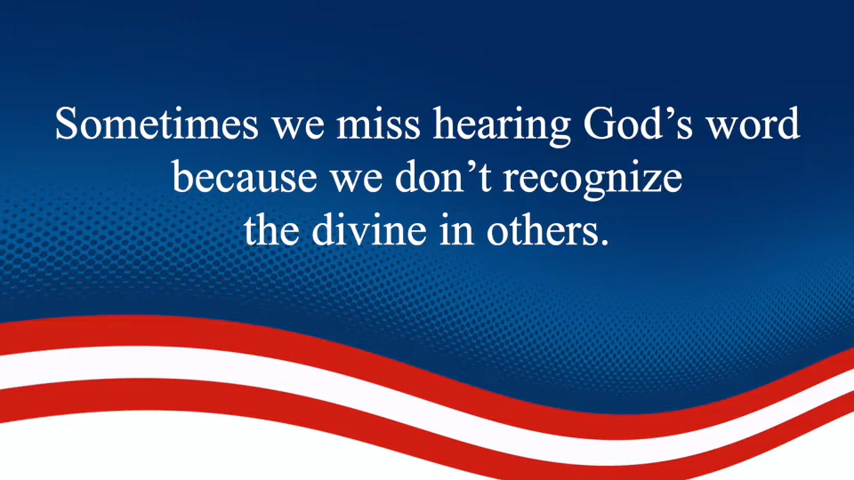 Sometimes we miss hearing God’s word
because we don’t recognize
the divine in others.